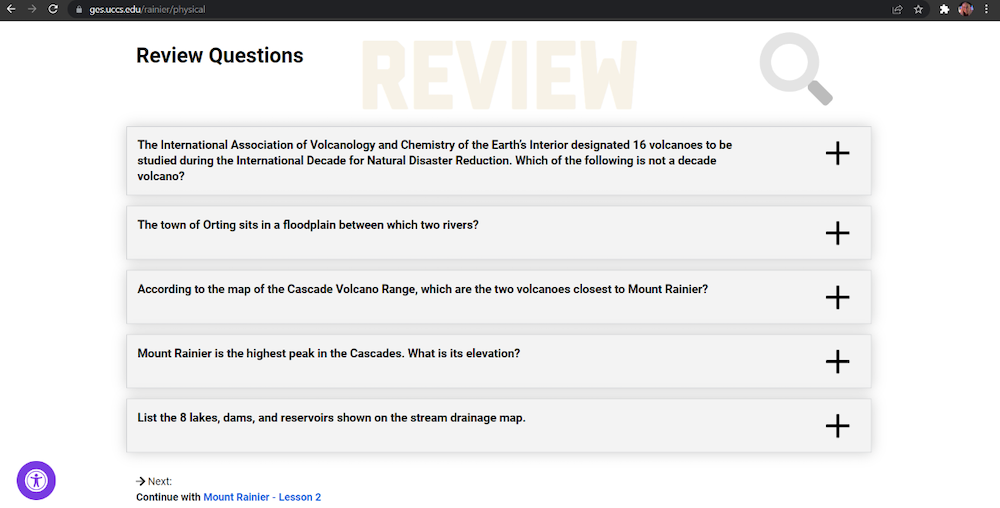 ges.uccs.edu/rainier/physical
Review Questions
REVIEW
The International Association of Volcanology and Chemistry of the Earth's Interior designated 16 volcanoes to be
studied during the International Decade for Natural Disaster Reduction. Which of the following is not a decade
volcano?
The town of Orting sits in a floodplain between which two rivers?
According to the map of the Cascade Volcano Range, which are the two volcanoes closest to Mount Rainier?
Mount Rainier is the highest peak in the Cascades. What is its elevation?
List the 8 lakes, dams, and reservoirs shown on the stream drainage map.
Next:
Continue with Mount Rainier - Lesson 2